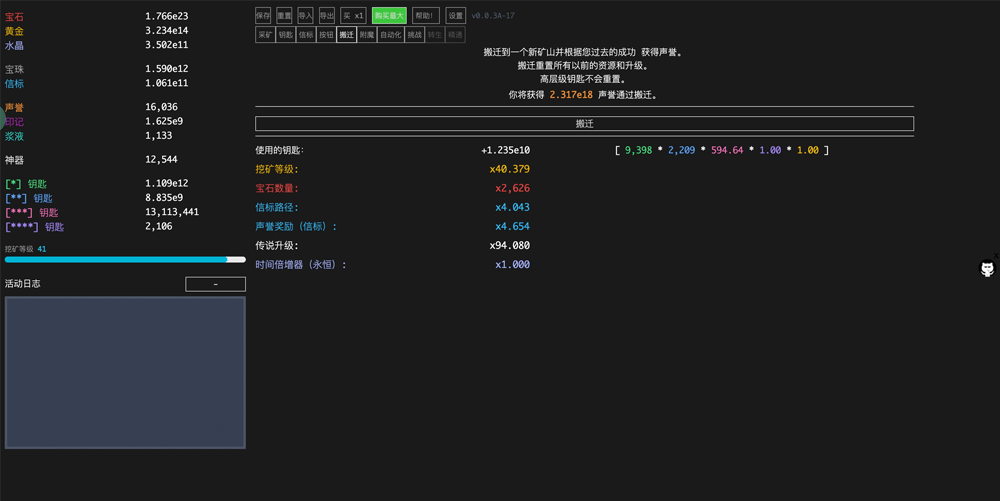 宝石 1.766e23
黄金 3.234e14
水晶 3.502e11
宝珠 1.590e12
信标 1.061e11
声誉 16,036
印记 1.625e9
浆液 1,133
神器 12,544
[*] 钥匙 1.109e12
[**] 钥匙 8.835e9
[***] 钥匙 13,113,441
[****] 钥匙 2,106
挖矿等级 41
活动日志 -
保存 重置 导入 导出 买 x1 购买最大 帮助! 设置 v0.0.3A-17
采矿 钥匙 信标 按钮 搬迁 附魔 自动化 挑战 转生 精通
搬迁到一个新矿山并根据您过去的成功 获得声誉。
搬迁重置所有以前的资源和升级。
高层级钥匙不会重置。
你将获得 2.317e18 声誉通过搬迁。
搬迁
使用的钥匙: +1.235e10 [ 9,398 * 2,209 * 594.64 * 1.00 * 1.00 ]
挖矿等级: x40.379
宝石数量: x2,626
信标路径: x4.043
声誉奖励（信标）: x4.654
传说升级: x94.080
时间倍增器（永恒）: x1.000